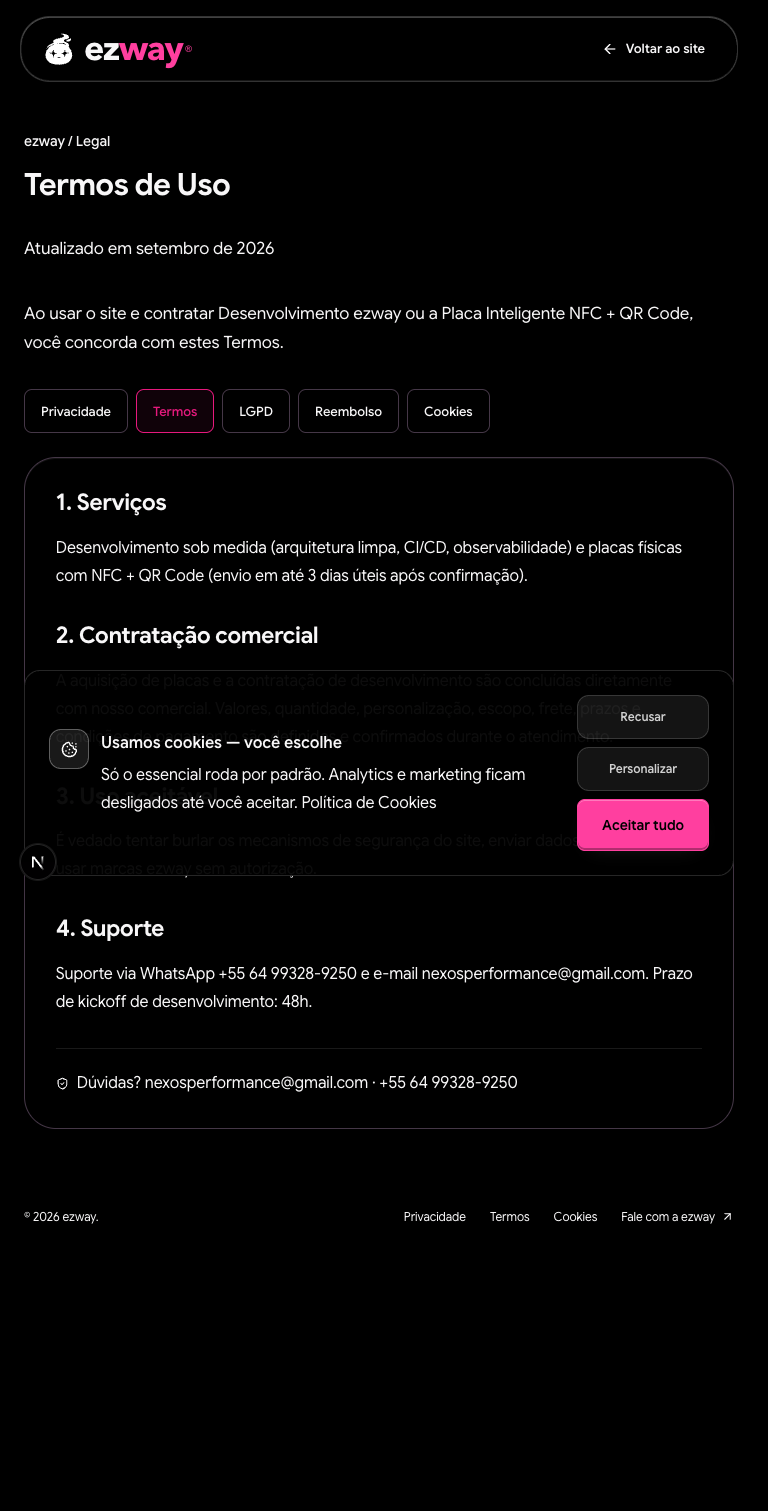 ezway®
Voltar ao site
ezway / Legal
Termos de Uso
Atualizado em setembro de 2026
Ao usar o site e contratar Desenvolvimento ezway ou a Placa Inteligente NFC + QR Code,
você concorda com estes Termos.
Privacidade
Termos
LGPD
Reembolso
Cookies
1. Serviços
Desenvolvimento sob medida (arquitetura limpa, CI/CD, observabilidade) e placas físicas
com NFC + QR Code (envio em até 3 dias úteis após confirmação).
2. Contratação comercial
A aquisição de placas e a contratação de desenvolvimento são concluídas diretamente
com nosso comercial. Valores, quantidade, personalização, escopo, frete, prazos e
são confirmados durante o atendimento.
Usamos cookies — você escolhe
Só o essencial roda por padrão. Analytics e marketing ficam
desligados até você aceitar. Política de Cookies
Recusar
Personalizar
Aceitar tudo
3. Uso aceitável
É vedado tentar burlar os mecanismos de segurança do site, enviar dados
usar marcas ezway sem autorização.
N
4. Suporte
Suporte via WhatsApp +55 64 99328-9250 e e-mail nexosperformance@gmail.com. Prazo
de kickoff de desenvolvimento: 48h.
Dúvidas? nexosperformance@gmail.com · +55 64 99328-9250
© 2026 ezway.
Privacidade
Termos
Cookies
Fale com a ezway